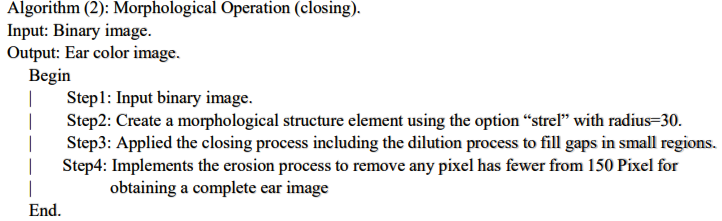 Algorithm (2): Morphological Operation (closing).
Input: Binary image.
Output: Ear color image.
Begin
| Step1: Input binary image.
| Step2: Create a morphological structure element using the option “strel” with radius=30.
| Step3: Applied the closing process including the dilution process to fill gaps in small regions.
| Step4: Implements the erosion process to remove any pixel has fewer from 150 Pixel for
| obtaining a complete ear image
End.